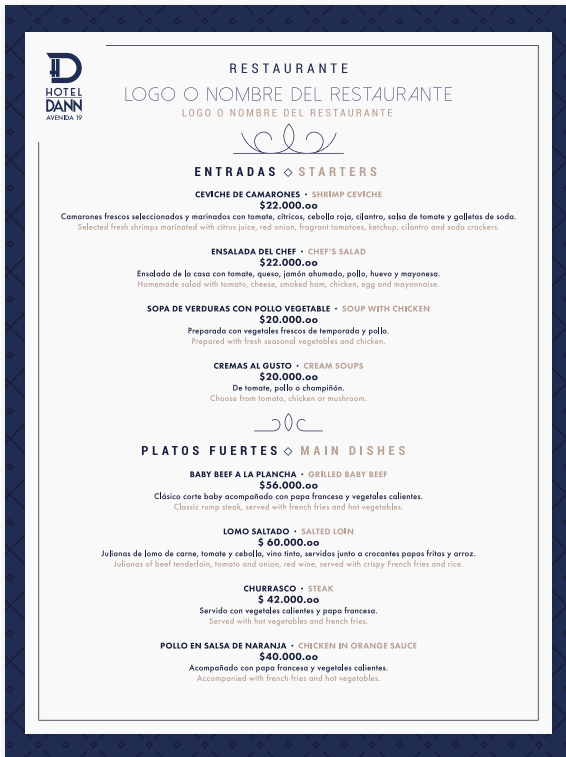 HOTEL
DANN
AVENIDA 19
RESTAURANTE
LOGO O NOMBRE DEL RESTAURANTE
LOGO O NOMBRE DEL RESTAURANTE
ENTRADAS ◇ STARTERS
CEVICHE DE CAMARONES • SHRIMP CEVICHE
$22.000.oo
Camarones frescos seleccionados y marinados con tomate, cítricos, cebolla roja, cilantro, salsa de tomate y galletas de soda.
Selected fresh shrimps marinated with citrus juice, red onion, fragrant tomatoes, ketchup, cilantro and soda crackers.
ENSALADA DEL CHEF • CHEF'S SALAD
$22.000.oo
Ensalada de la casa con tomate, queso, jamón ahumado, pollo, huevo y mayonesa.
Homemade salad with tomato, cheese, smoked ham, chicken, egg and mayonnaise.
SOPA DE VERDURAS CON POLLO VEGETABLE • SOUP WITH CHICKEN
$20.000.oo
Preparada con vegetales frescos de temporada y pollo.
Prepared with fresh seasonal vegetables and chicken.
CREMAS AL GUSTO • CREAM SOUPS
$20.000.oo
De tomate, pollo o champiñón.
Choose from tomato, chicken or mushroom.
PLATOS FUERTES ◇ MAIN DISHES
BABY BEEF A LA PLANCHA • GRILLED BABY BEEF
$56.000.oo
Clásico corte baby acompañado con papa francesa y vegetales calientes.
Classic rump steak, served with french fries and hot vegetables.
LOMO SALTADO • SALTED LOIN
$ 60.000.oo
Julianas de lomo de carne, tomate y cebolla, vino tinto, servidos junto a crocantes papas fritas y arroz.
Julianas of beef tenderloin, tomato and onion, red wine, served with crispy French fries and rice.
CHURRASCO • STEAK
$ 42.000.oo
Servido con vegetales calientes y papa francesa.
Served with hot vegetables and french fries.
POLLO EN SALSA DE NARANJA • CHICKEN IN ORANGE SAUCE
$40.000.oo
Acompañado con papa francesa y vegetales calientes.
Accompanied with french fries and hot vegetables.